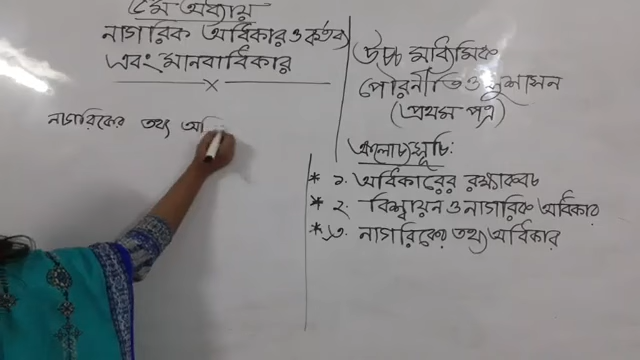 ৫ম অধ্যায়
নাগরিক অধিকার ও কর্তব্য
এবং মানবাধিকার
নাগরিকের তথ্য অধি
উচ্চ মাধ্যমিক
পৌরনীতি ও সুশাসন
(প্রথম পত্র)
আলোচ্যসূচি:
* ১. অধিকারের রক্ষাকবচ
* ২. বিশ্বায়ন ও নাগরিক অধিকার
* ৩. নাগরিকের তথ্য অধিকার